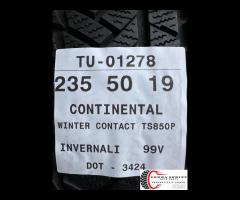 TU-01278
235 50 19
CONTINENTAL
WINTER CONTACT TS850P
INVERNALI 99V
DOT - 3424